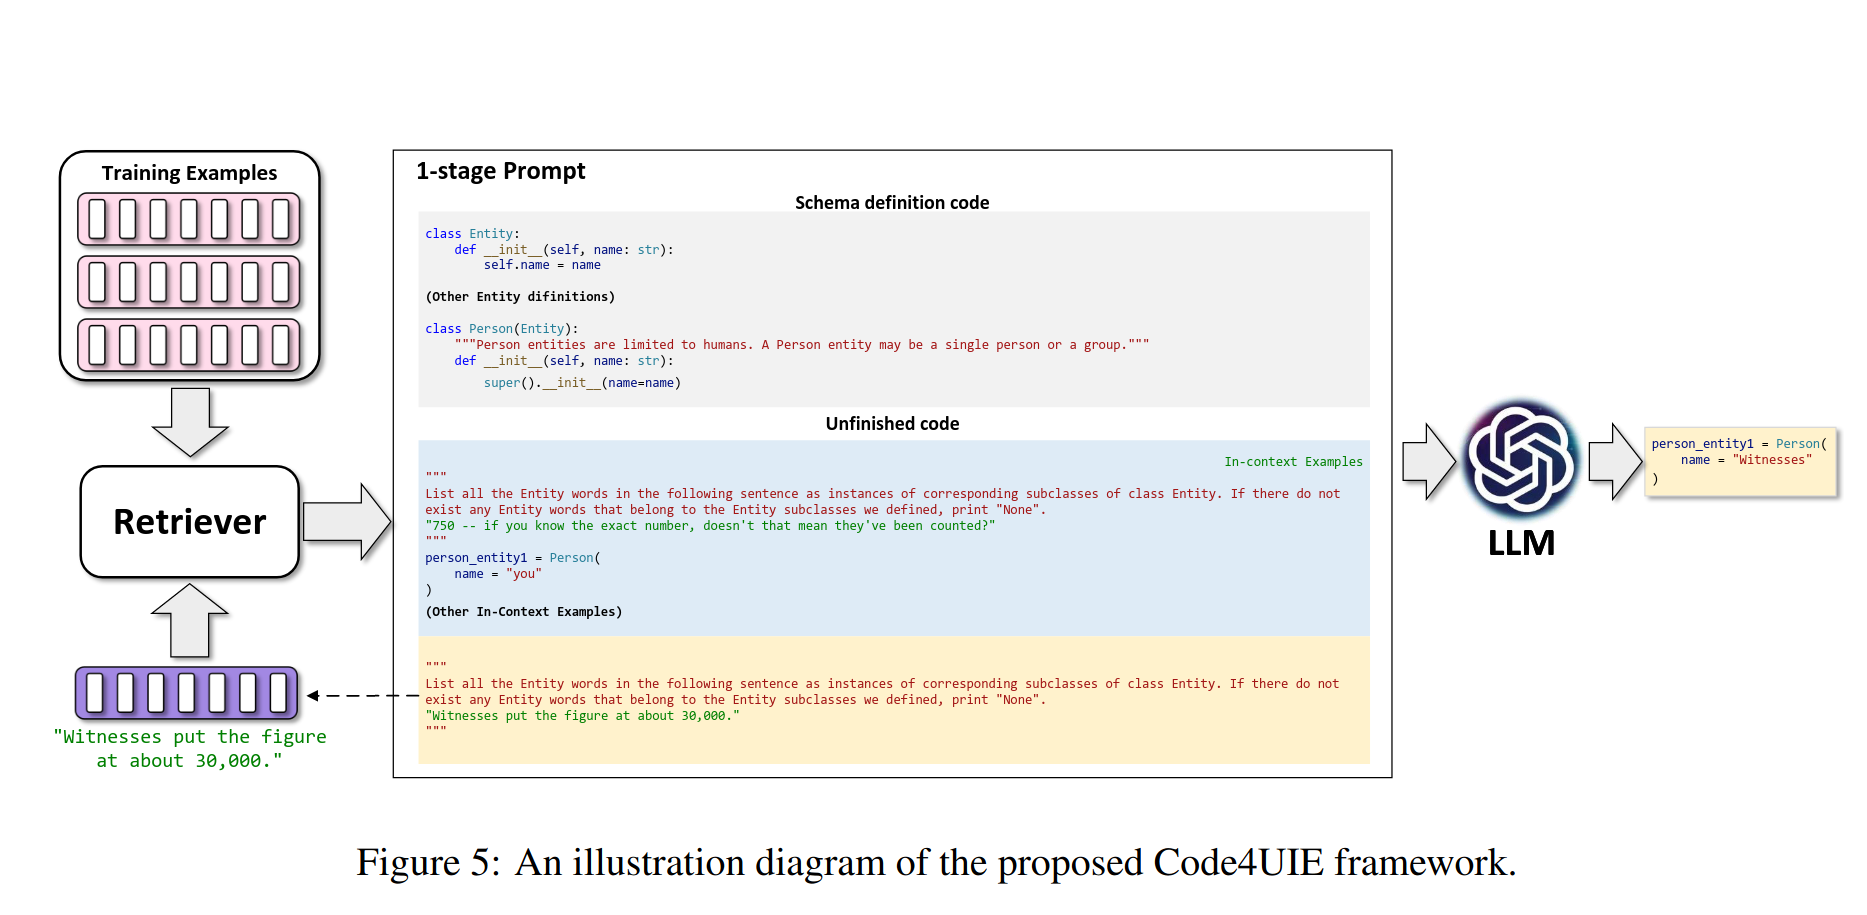 Training Examples
Retriever
"Witnesses put the figure
at about 30,000."
1-stage Prompt
Schema definition code
class Entity:
    def __init__(self, name: str):
        self.name = name
(Other Entity difinitions)
class Person(Entity):
    """Person entities are limited to humans. A Person entity may be a single person or a group."""
    def __init__(self, name: str):
        super().__init__(name=name)
Unfinished code
In-context Examples
"""
List all the Entity words in the following sentence as instances of corresponding subclasses of class Entity. If there do not
exist any Entity words that belong to the Entity subclasses we defined, print "None".
"750 -- if you know the exact number, doesn't that mean they've been counted?"
"""
person_entity1 = Person(
    name = "you"
)
(Other In-Context Examples)
"""
List all the Entity words in the following sentence as instances of corresponding subclasses of class Entity. If there do not
exist any Entity words that belong to the Entity subclasses we defined, print "None".
"Witnesses put the figure at about 30,000."
"""
LLM
person_entity1 = Person(
    name = "Witnesses"
)
Figure 5: An illustration diagram of the proposed Code4UIE framework.